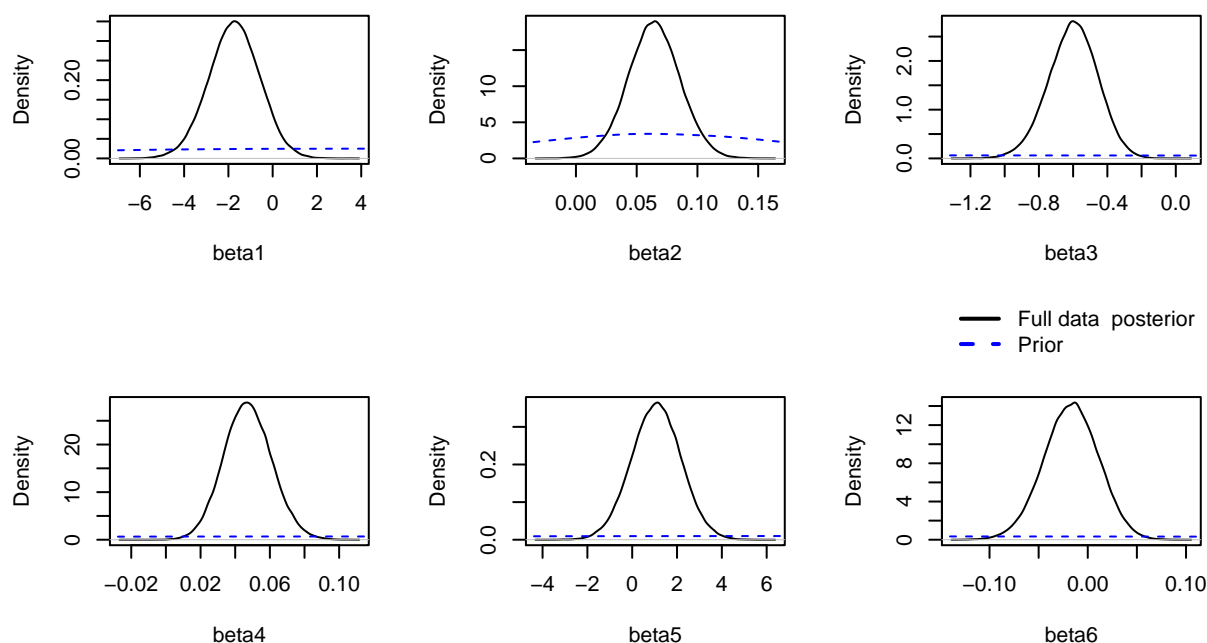 Density
0.00 0.20
−6 −4 −2 0 2 4
beta1
Density
0 5 10
0.00 0.05 0.10 0.15
beta2
Density
0.0 1.0 2.0
−1.2 −0.8 −0.4 0.0
beta3
Full data posterior
Prior
Density
0 10 20
−0.02 0.02 0.06 0.10
beta4
Density
0.0 0.2
−4 −2 0 2 4 6
beta5
Density
0 4 8 12
−0.10 0.00 0.10
beta6